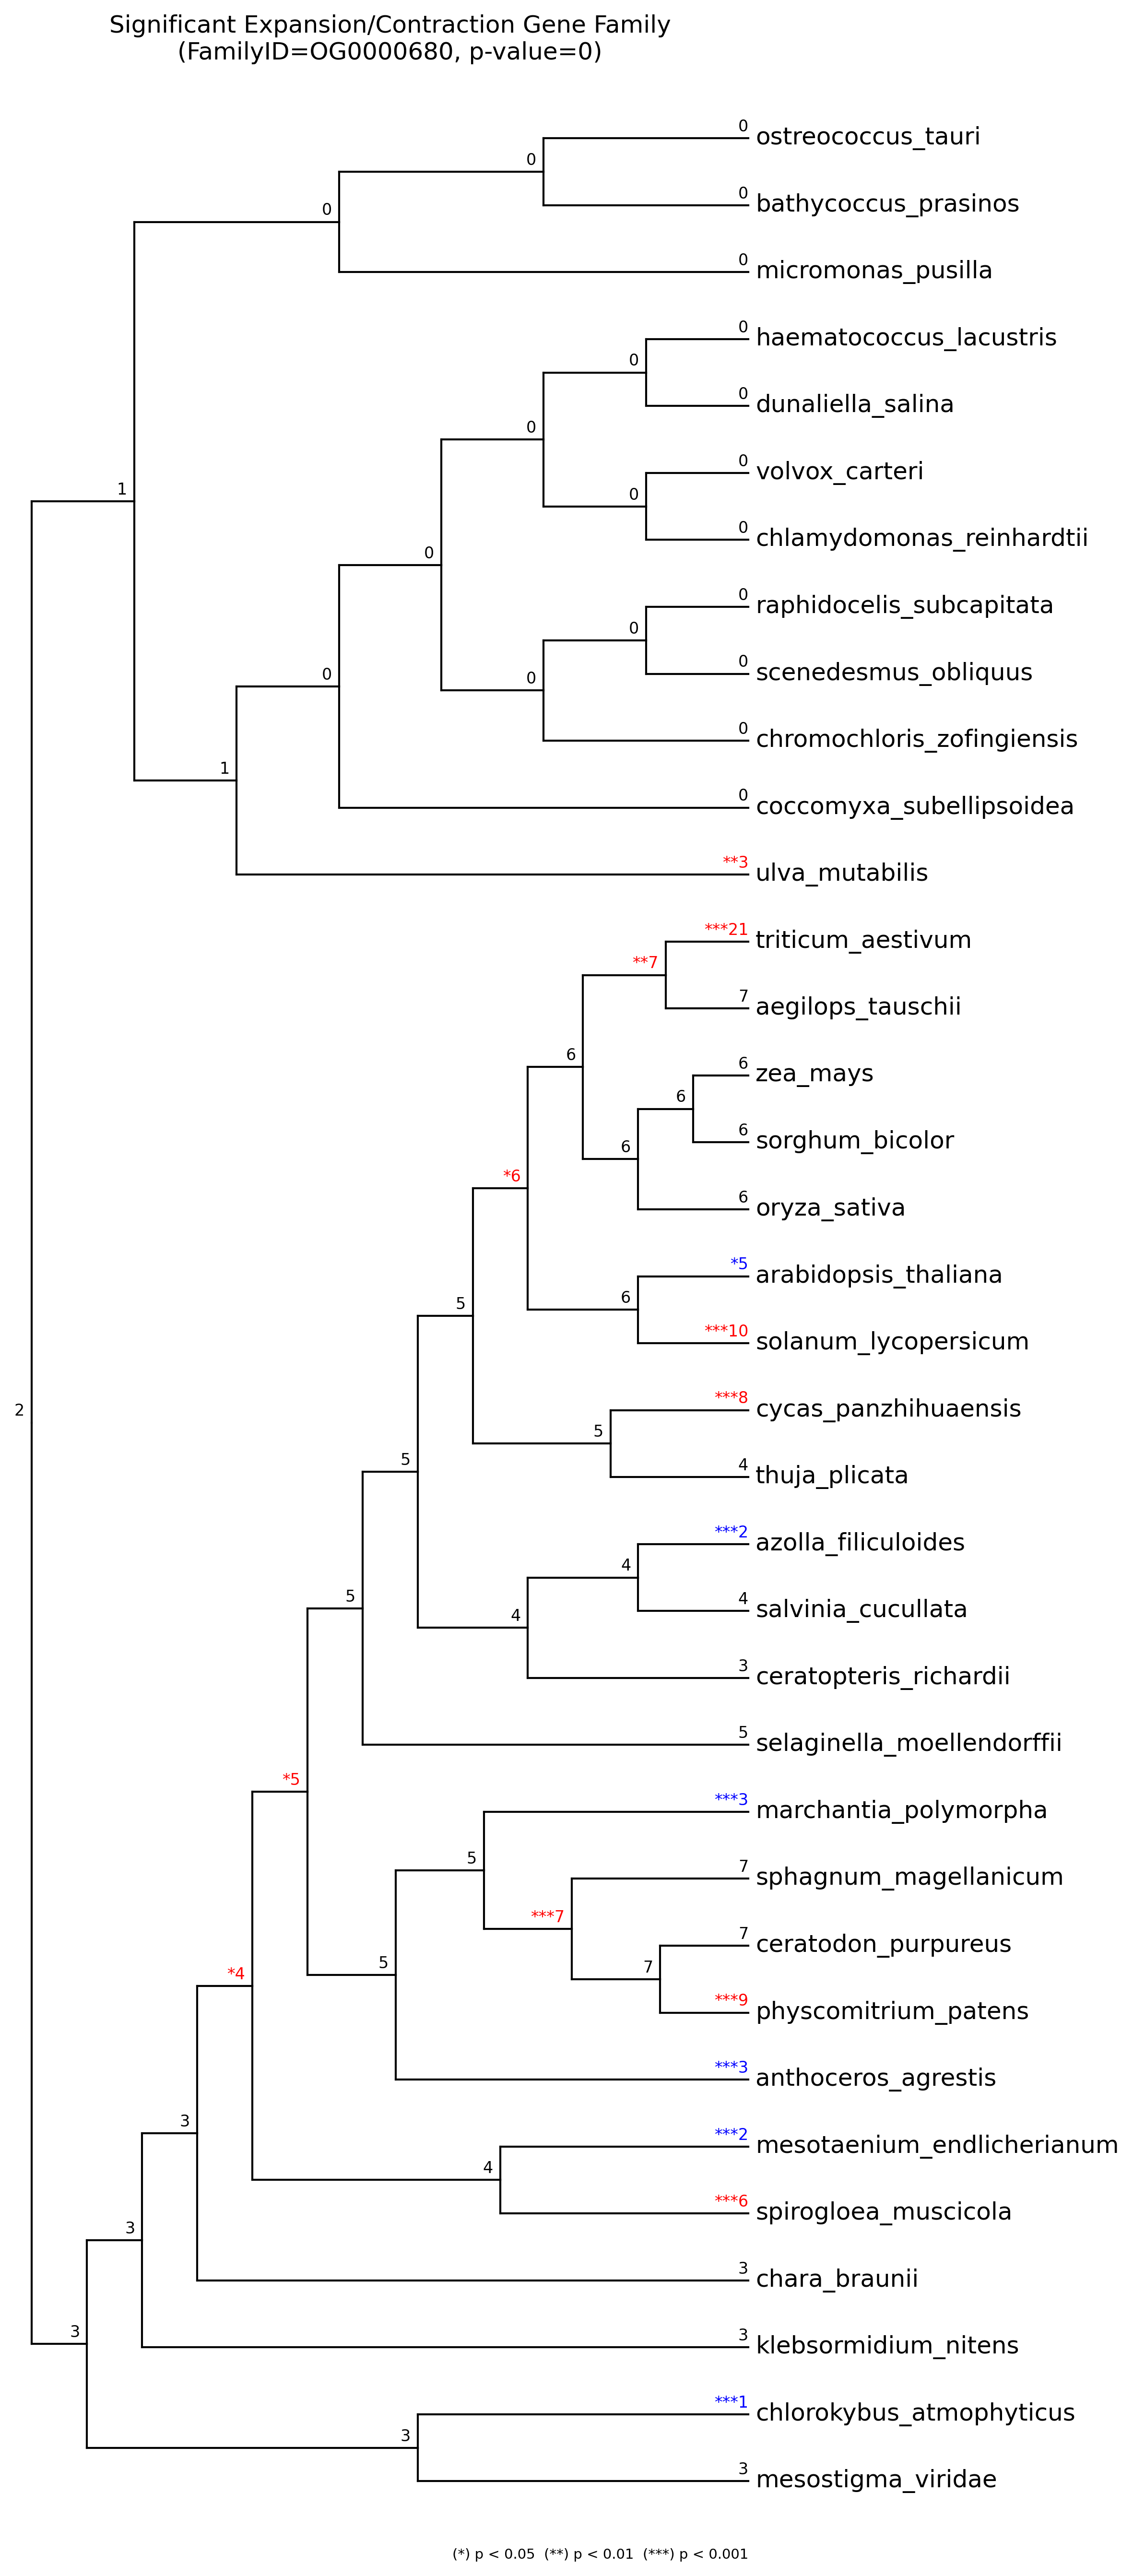 Significant Expansion/Contraction Gene Family
(FamilyID=OG0000680, p-value=0)
0
ostreococcus_tauri
0
0
bathycoccus_prasinos
0
0
micromonas_pusilla
0
haematococcus_lacustris
0
0
dunaliella_salina
0
0
volvox_carteri
1
0
0
chlamydomonas_reinhardtii
0
0
raphidocelis_subcapitata
0
0
scenedesmus_obliquus
0
0
0
chromochloris_zofingiensis
1
0
coccomyxa_subellipsoidea
**3
ulva_mutabilis
***21
triticum_aestivum
**7
7
aegilops_tauschii
6
6
zea_mays
6
6
sorghum_bicolor
6
*6
6
oryza_sativa
*5
arabidopsis_thaliana
6
5
***10
solanum_lycopersicum
***8
cycas_panzhihuaensis
2
5
5
4
thuja_plicata
***2
azolla_filiculoides
4
5
4
salvinia_cucullata
4
3
ceratopteris_richardii
5
selaginella_moellendorffii
*5
***3
marchantia_polymorpha
5
7
sphagnum_magellanicum
***7
7
ceratodon_purpureus
5
7
*4
***9
physcomitrium_patens
***3
anthoceros_agrestis
3
***2
mesotaenium_endlicherianum
4
***6
spirogloea_muscicola
3
3
chara_braunii
3
3
klebsormidium_nitens
***1
chlorokybus_atmophyticus
3
3
mesostigma_viridae
(*) p < 0.05  (**) p < 0.01  (***) p < 0.001